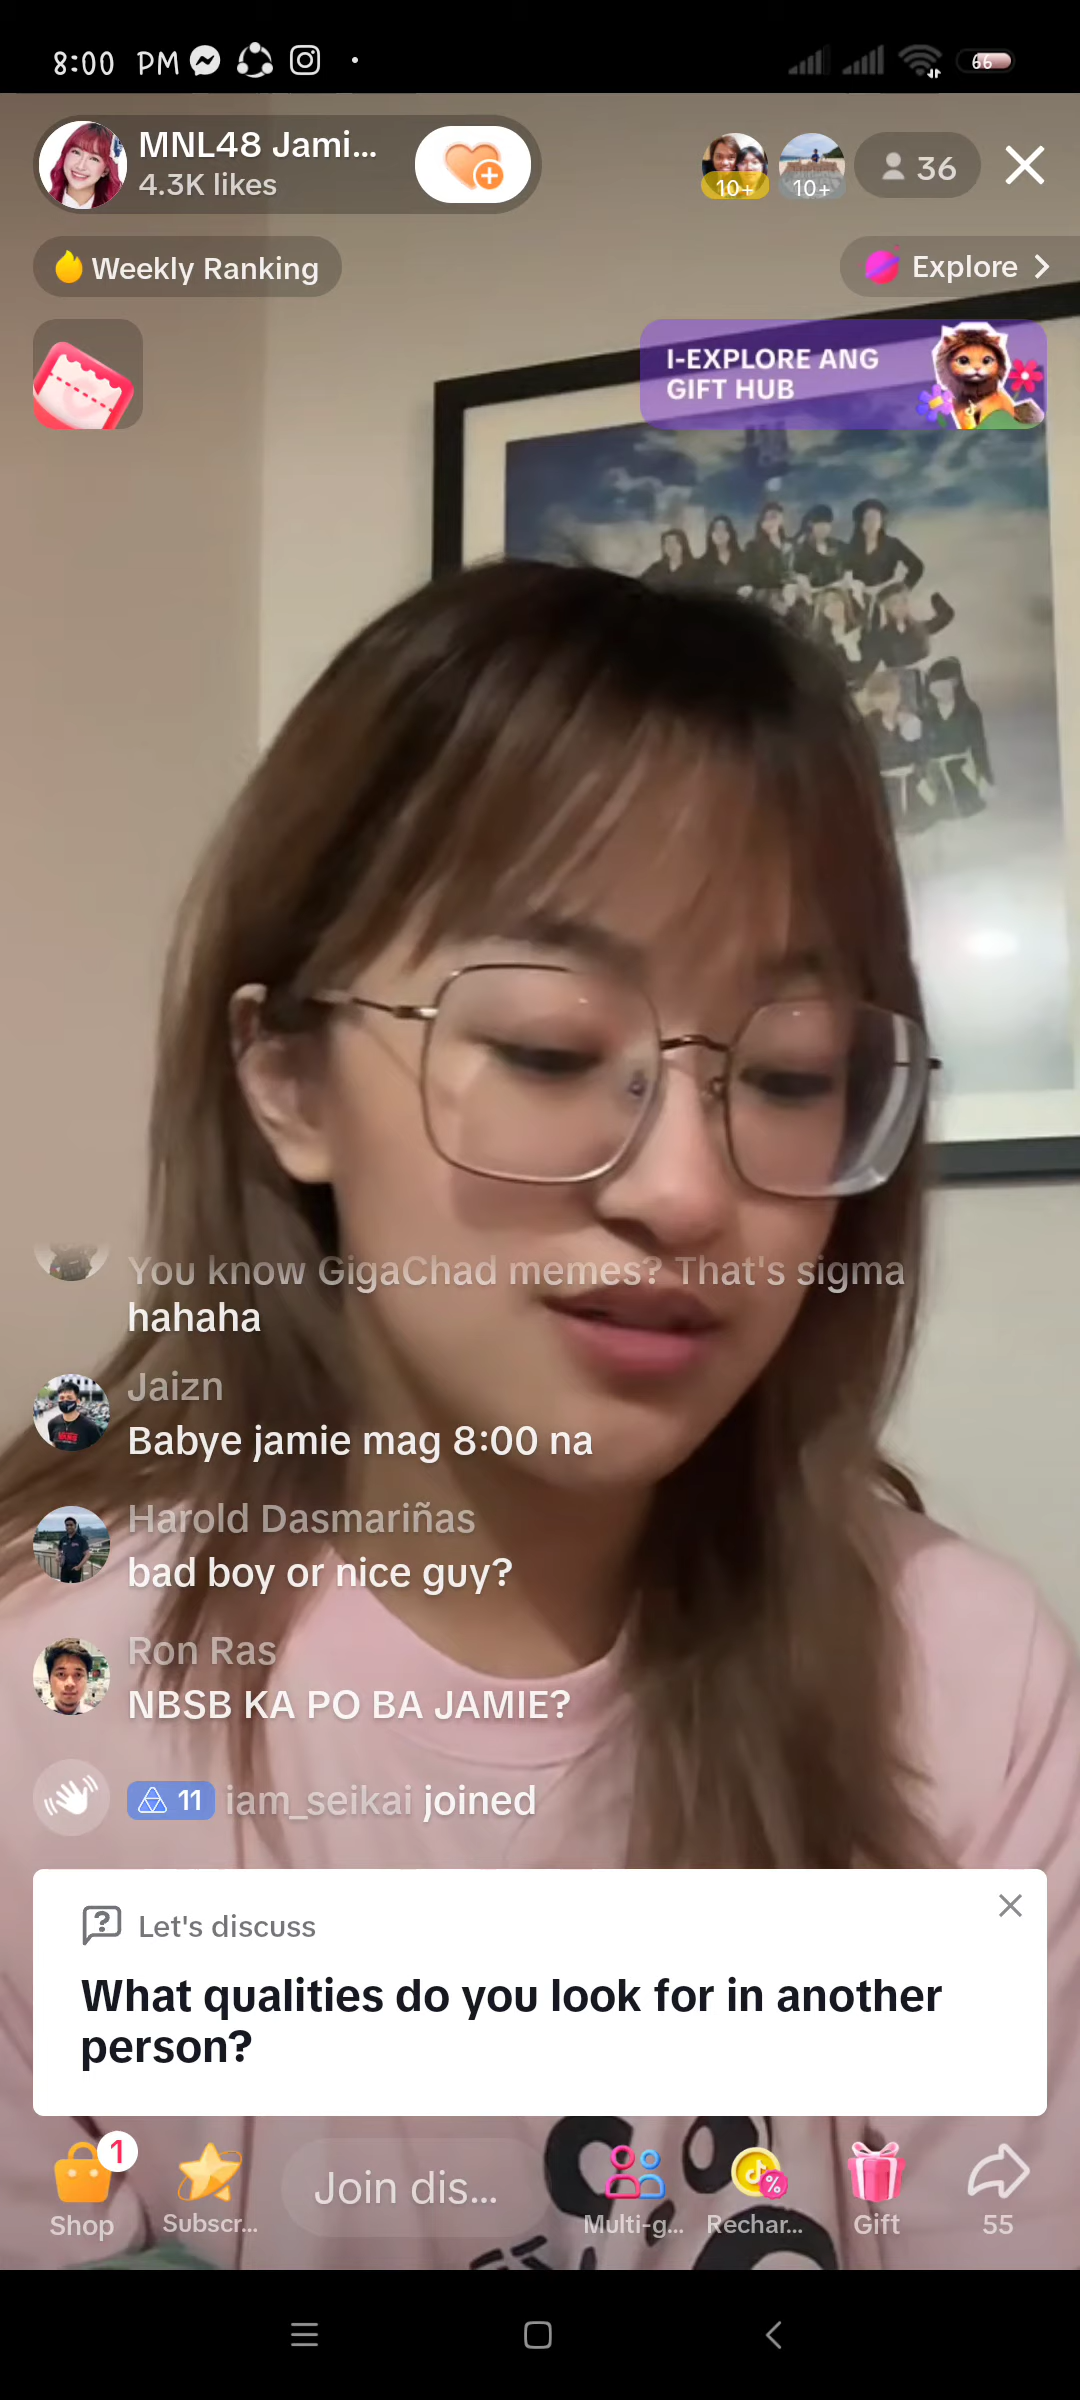 8:00 PM
66
MNL48 Jami...
4.3K likes
10+
10+
36
Weekly Ranking
Explore
I-EXPLORE ANG
GIFT HUB
You know GigaChad memes? That's sigma
hahaha
Jaizn
Babye jamie mag 8:00 na
Harold Dasmariñas
bad boy or nice guy?
Ron Ras
NBSB KA PO BA JAMIE?
11 iam_seikai joined
Let's discuss
What qualities do you look for in another
person?
1
Join dis...
Shop
Subscr...
Multi-g...
Rechar...
Gift
55